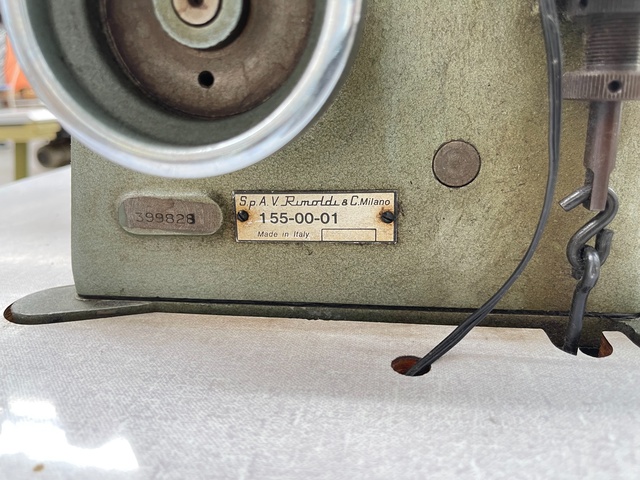 399828
S.p.A. V. Rimoldi & C. Milano
155-00-01
Made in Italy